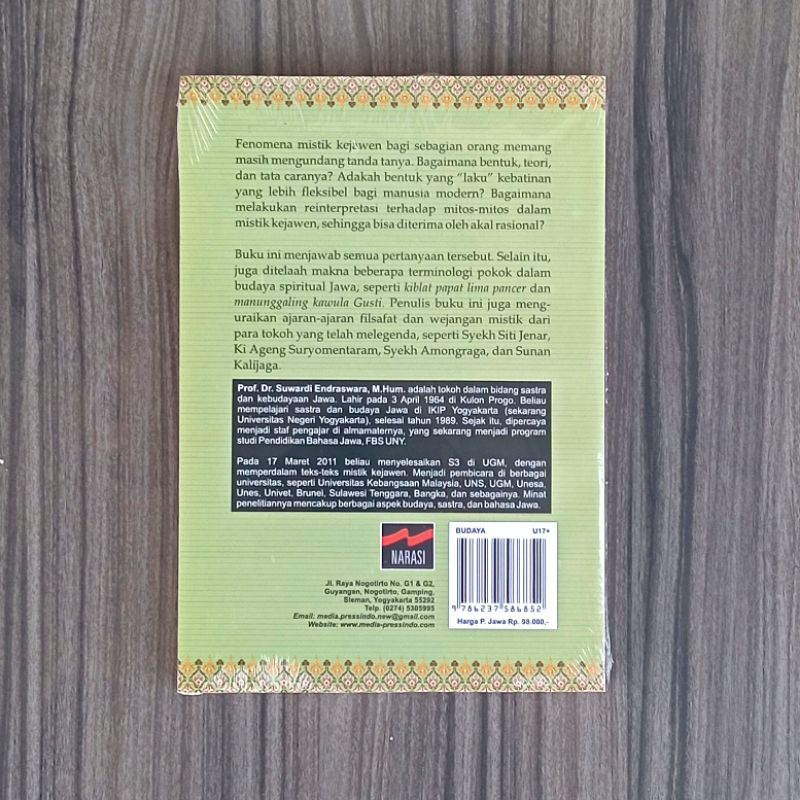 Fenomena mistik kejawen bagi sebagian orang memang
masih mengundang tanda tanya. Bagaimana bentuk, teori,
dan tata caranya? Adakah bentuk yang "laku" kebatinan
yang lebih fleksibel bagi manusia modern? Bagaimana
melakukan reinterpretasi terhadap mitos-mitos dalam
mistik kejawen, sehingga bisa diterima oleh akal rasional?
Buku ini menjawab semua pertanyaan tersebut. Selain itu,
juga ditelaah makna beberapa terminologi pokok dalam
budaya spiritual Jawa, seperti kiblat papat lima pancer dan
manunggaling kawula Gusti. Penulis buku ini juga meng-
uraikan ajaran-ajaran filsafat dan wejangan mistik dari
para tokoh yang telah melegenda, seperti Syekh Siti Jenar,
Ki Ageng Suryomentaram, Syekh Amongraga, dan Sunan
Kalijaga.
Prof. Dr. Suwardi Endraswara, M.Hum. adalah tokoh dalam bidang sastra
dan kebudayaan Jawa. Lahir pada 3 April 1964 di Kulon Progo. Beliau
mempelajari sastra dan budaya Jawa di IKIP Yogyakarta (sekarang
Universitas Negeri Yogyakarta), selesai tahun 1989. Sejak itu, dipercaya
menjadi staf pengajar di almamaternya, yang sekarang menjadi program
studi Pendidikan Bahasa Jawa, FBS UNY.
Pada 17 Maret 2011 beliau menyelesaikan S3 di UGM, dengan
memperdalam teks-teks mistik kejawen. Menjadi pembicara di berbagai
universitas, seperti Universitas Kebangsaan Malaysia, UNS, UGM, Unesa,
Unes, Univet, Brunei, Sulawesi Tenggara, Bangka, dan sebagainya. Minat
penelitiannya mencakup berbagai aspek budaya, sastra, dan bahasa Jawa.
NARASI
Jl. Raya Nogotirto No. G1 & G2,
Guyangan, Nogotirto, Gamping,
Sleman, Yogyakarta 55292
Telp. (0274) 5305995
Email: media.pressindo.new@gmail.com
Website: www.media-pressindo.com
BUDAYA U17+
9 786237 586852
Harga P. Jawa Rp. 98.000,-